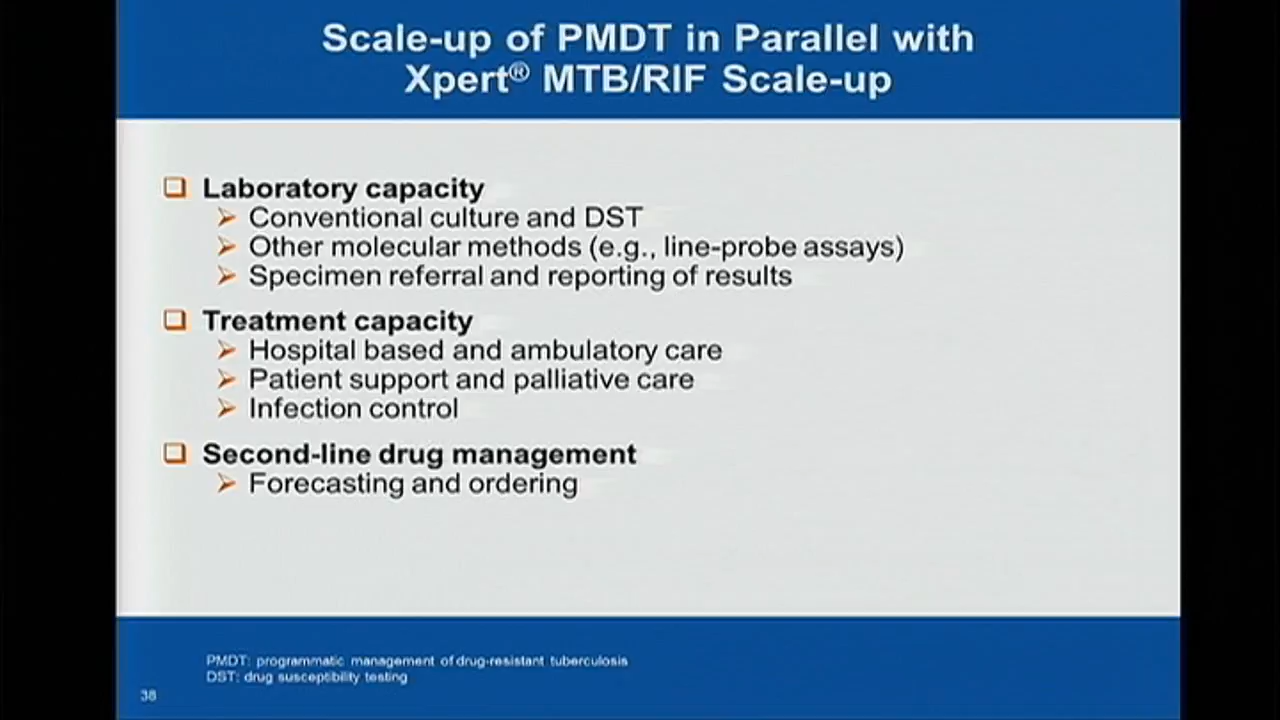 Scale-up of PMDT in Parallel with
Xpert® MTB/RIF Scale-up
Laboratory capacity
Conventional culture and DST
Other molecular methods (e.g., line-probe assays)
Specimen referral and reporting of results
Treatment capacity
Hospital based and ambulatory care
Patient support and palliative care
Infection control
Second-line drug management
Forecasting and ordering
PMDT: programmatic management of drug-resistant tuberculosis
DST: drug susceptibility testing
38